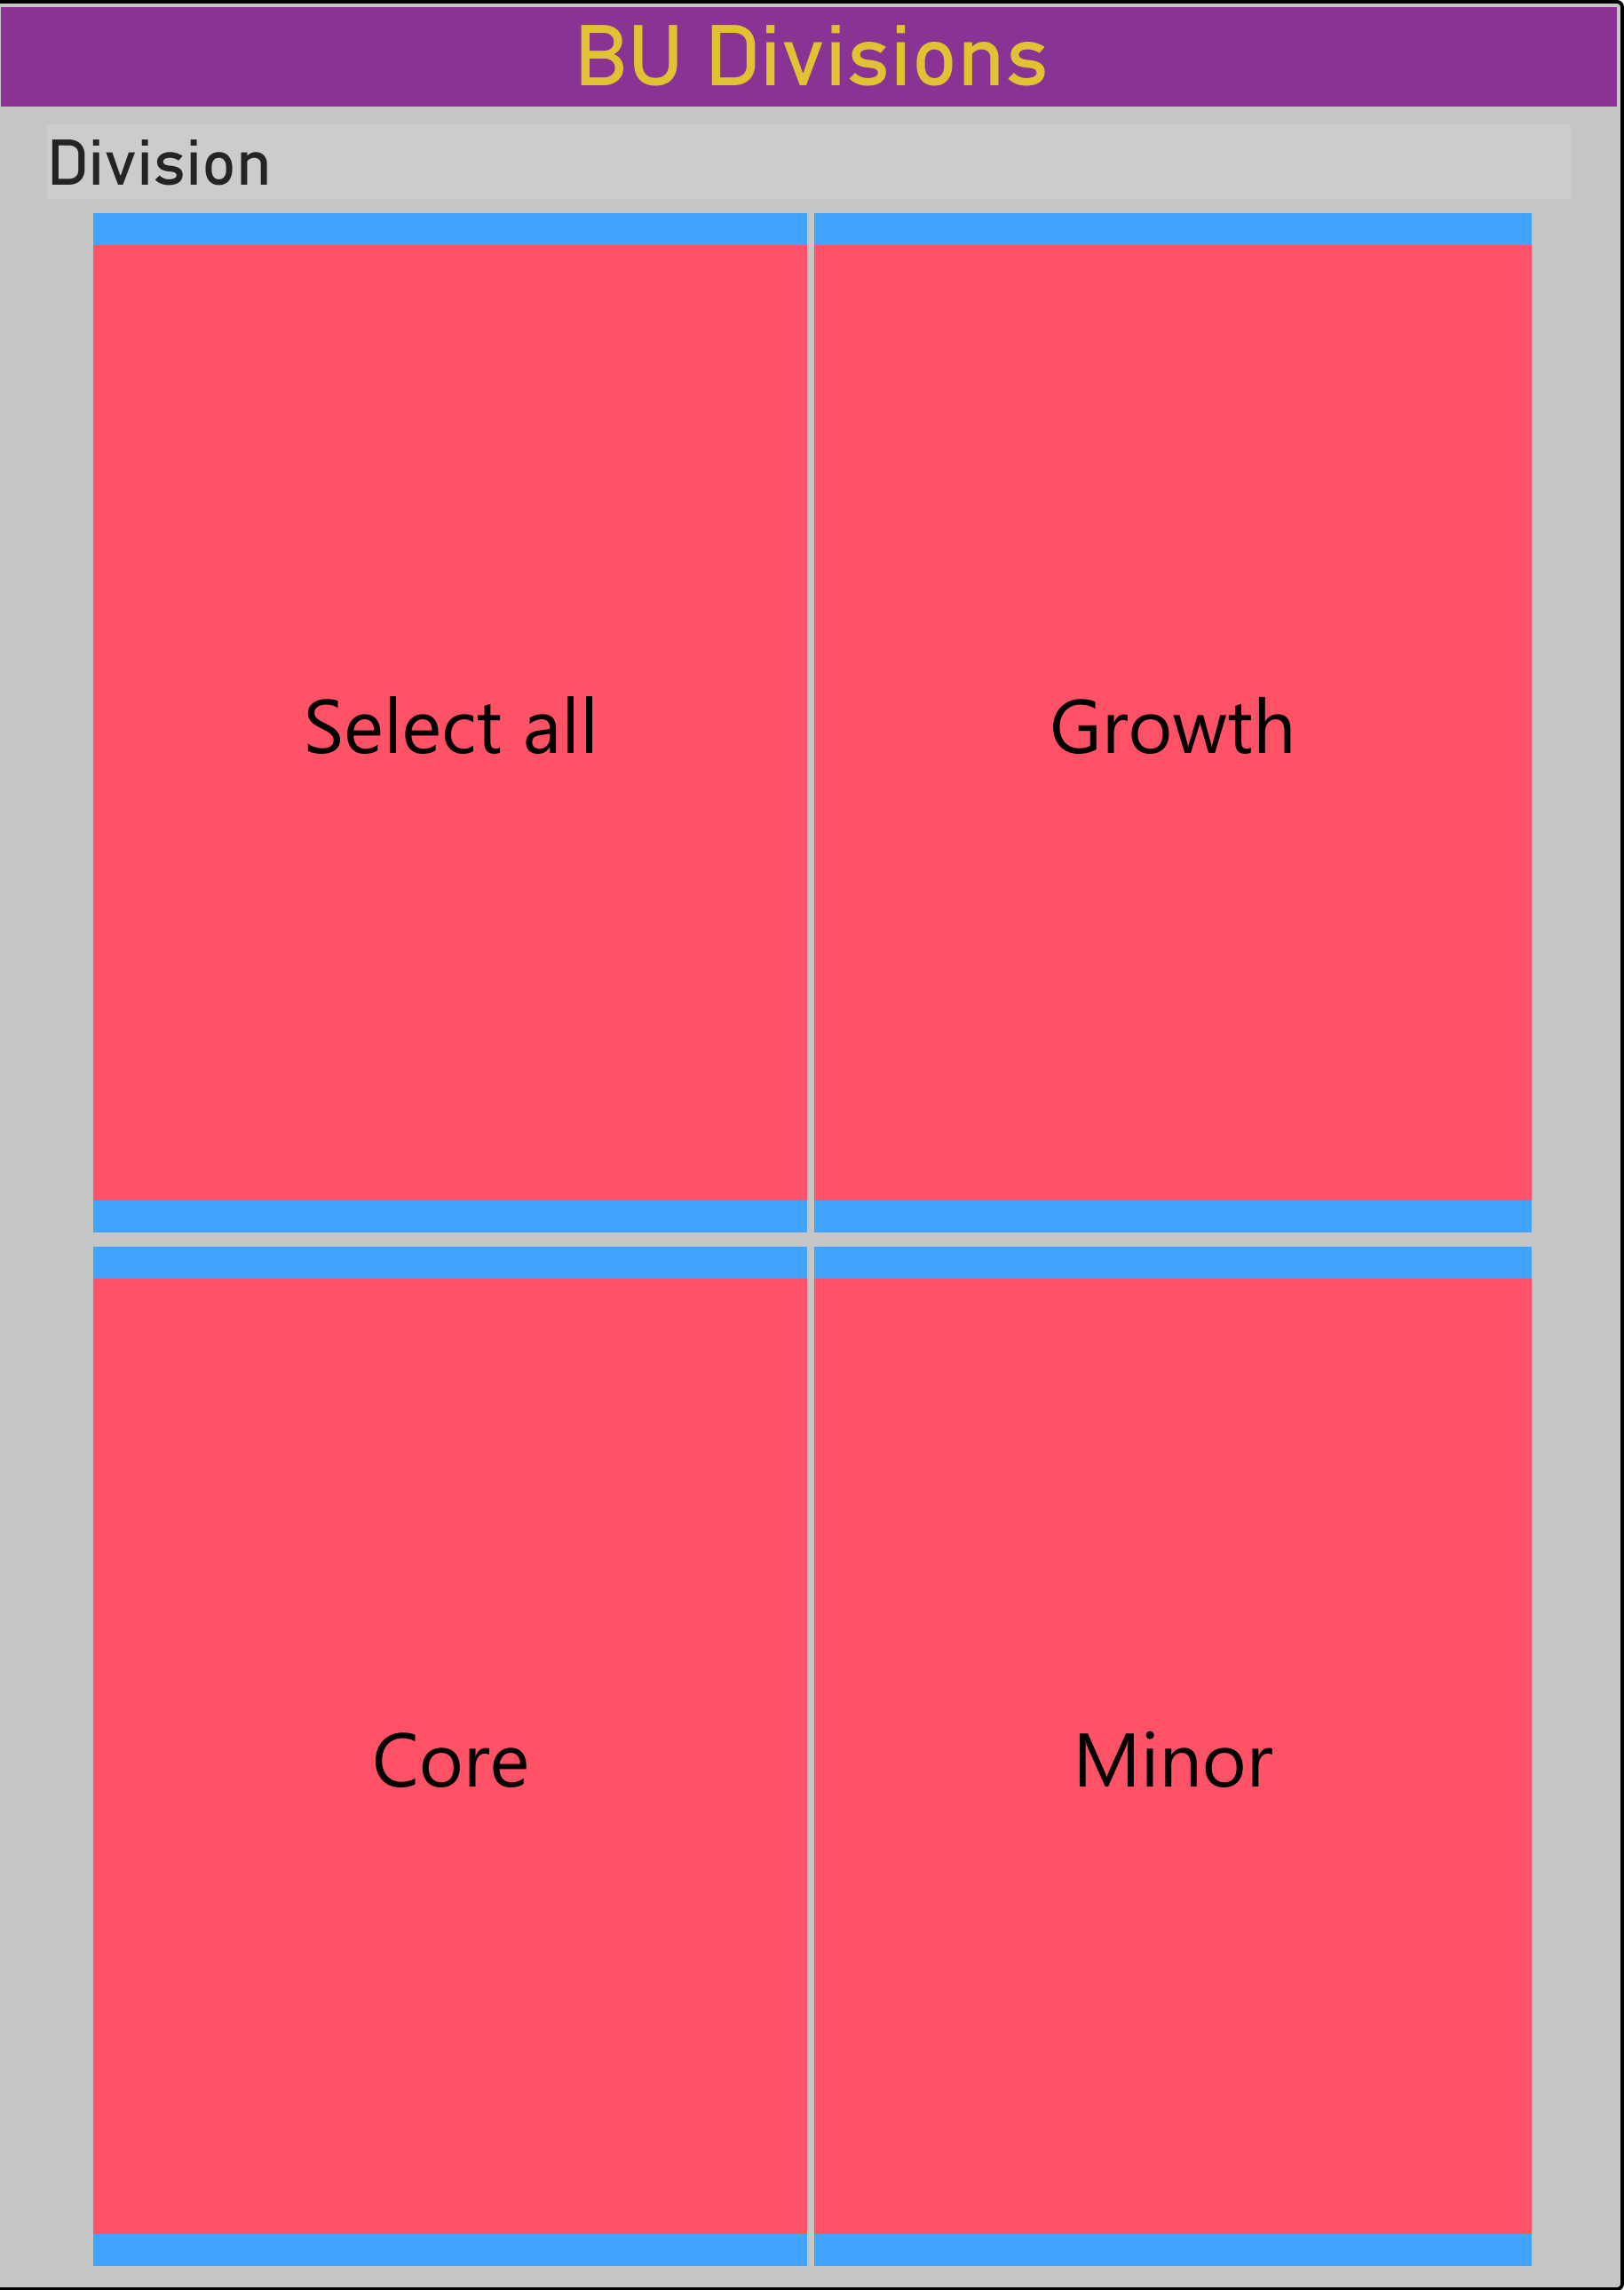 BU Divisions
Division
Select all
Growth
Core
Minor